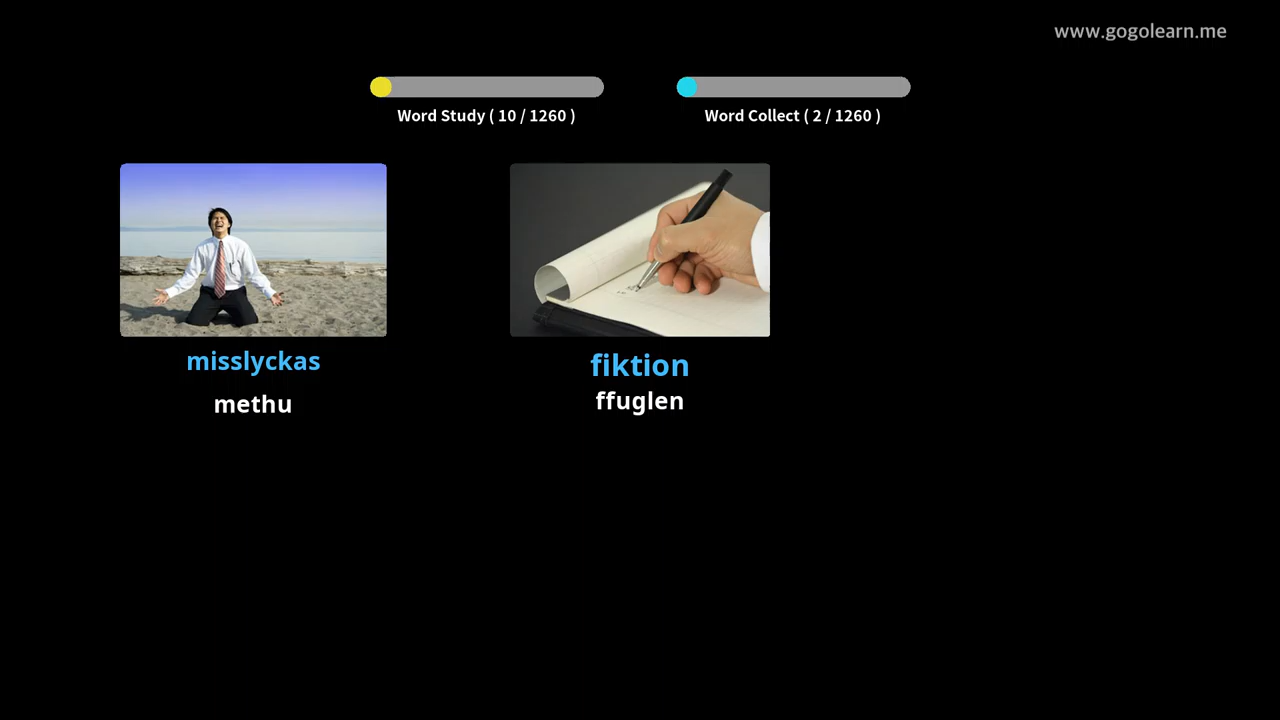 www.gogolearn.me
Word Study ( 10 / 1260 )
Word Collect ( 2 / 1260 )
misslyckas
methu
fiktion
ffuglen